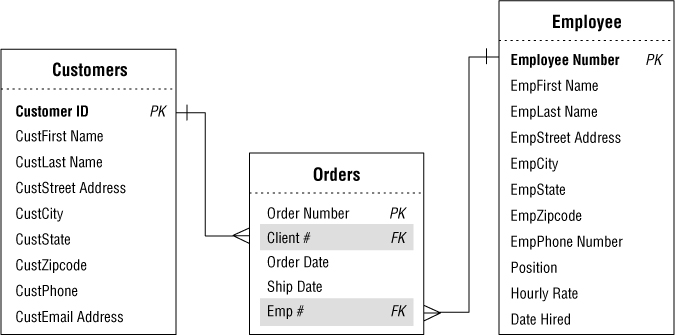 Customers
Customer ID PK
CustFirst Name
CustLast Name
CustStreet Address
CustCity
CustState
CustZipcode
CustPhone
CustEmail Address
Orders
Order Number PK
Client # FK
Order Date
Ship Date
Emp # FK
Employee
Employee Number PK
EmpFirst Name
EmpLast Name
EmpStreet Address
EmpCity
EmpState
EmpZipcode
EmpPhone Number
Position
Hourly Rate
Date Hired